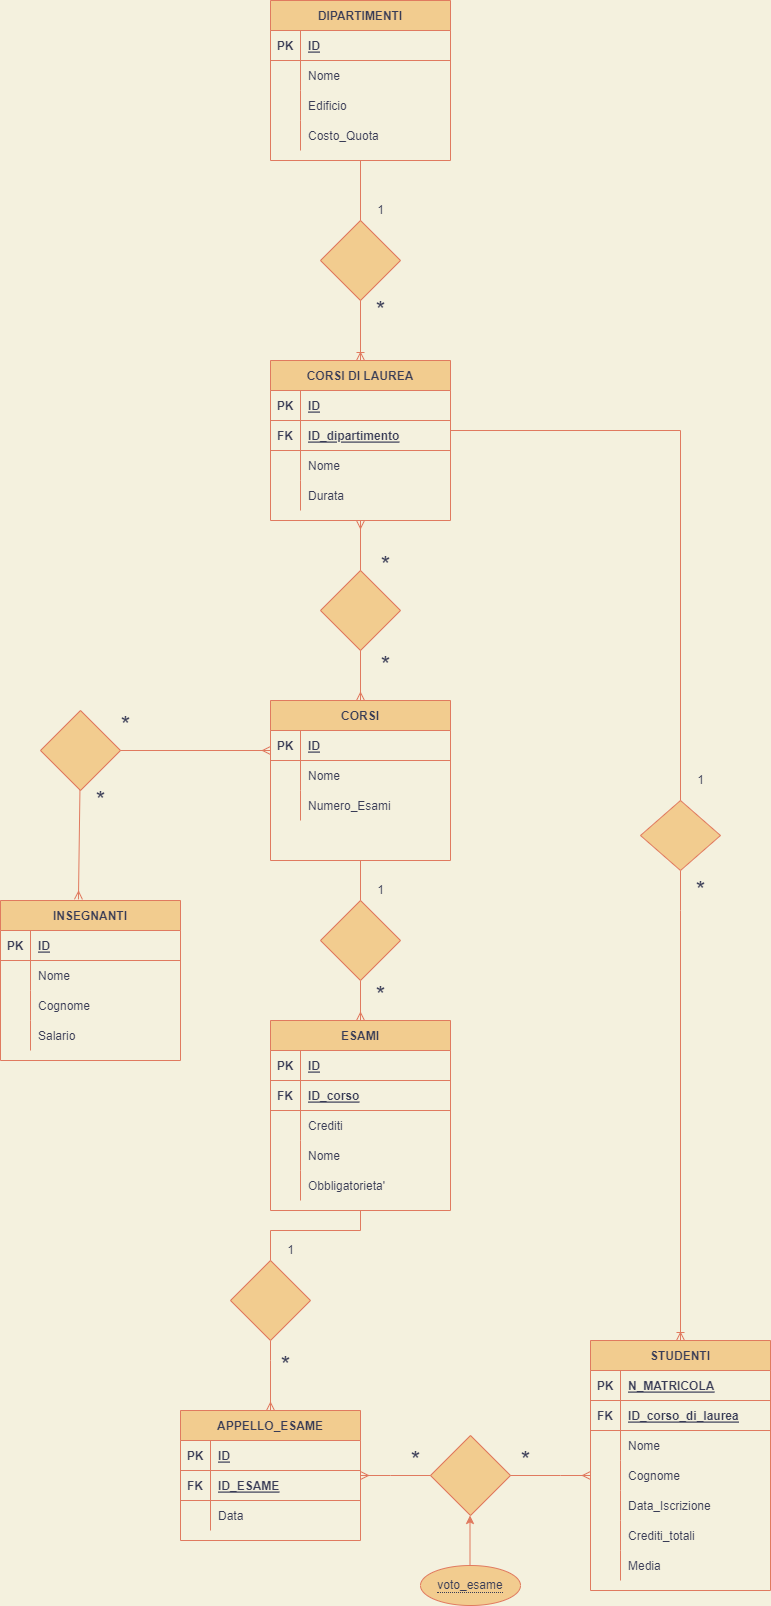 DIPARTIMENTI
PK ID
Nome
Edificio
Costo_Quota
1
*
CORSI DI LAUREA
PK ID
FK ID_dipartimento
Nome
Durata
*
*
CORSI
PK ID
Nome
Numero_Esami
*
*
1
*
INSEGNANTI
PK ID
Nome
Cognome
Salario
1
*
ESAMI
PK ID
FK ID_corso
Crediti
Nome
Obbligatorieta'
1
*
APPELLO_ESAME
PK ID
FK ID_ESAME
Data
*
*
voto_esame
STUDENTI
PK N_MATRICOLA
FK ID_corso_di_laurea
Nome
Cognome
Data_Iscrizione
Crediti_totali
Media